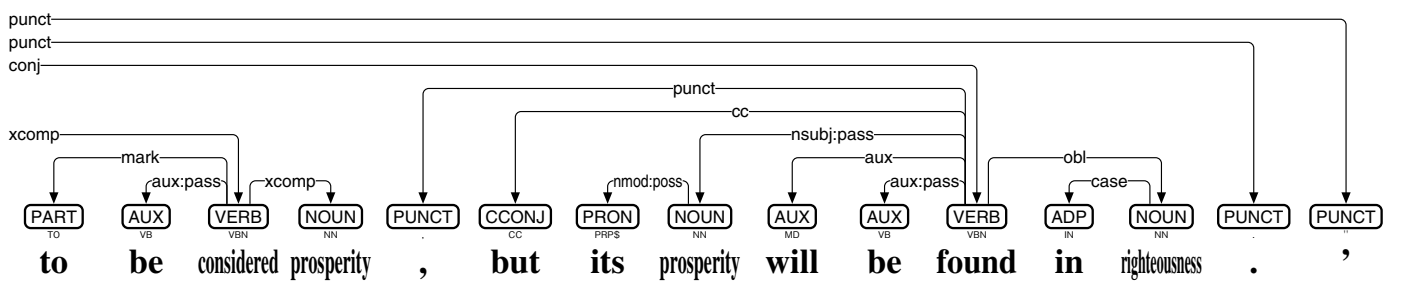 punct
punct
conj
punct
cc
xcomp nsubj:pass
mark aux obl
aux:pass xcomp nmod:poss aux:pass case
PART AUX VERB NOUN PUNCT CCONJ PRON NOUN AUX AUX VERB ADP NOUN PUNCT PUNCT
TO VB VBN NN , CC PRP$ NN MD VB VBN IN NN . ''
to be considered prosperity , but its prosperity will be found in righteousness . ’